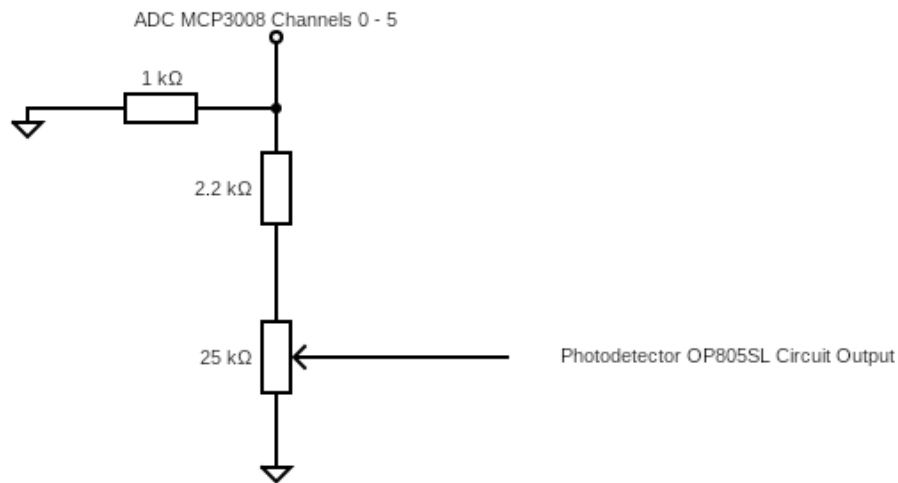 ADC MCP3008 Channels 0 - 5
1 kΩ
2.2 kΩ
25 kΩ
Photodetector OP805SL Circuit Output